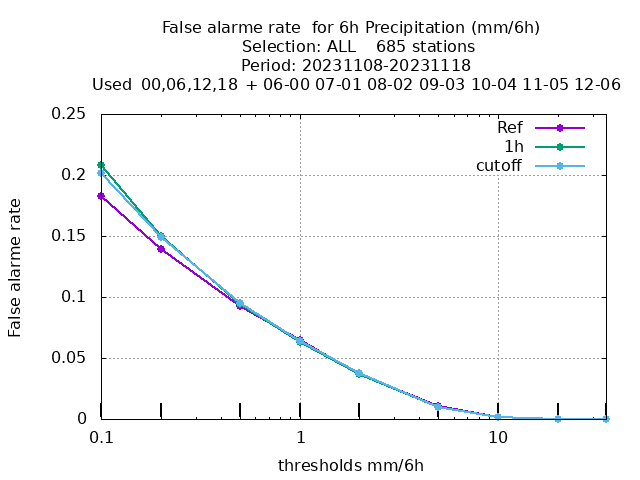 False alarme rate  for 6h Precipitation (mm/6h)
Selection: ALL    685 stations
Period: 20231108-20231118
Used  00,06,12,18  + 06-00 07-01 08-02 09-03 10-04 11-05 12-06
0.25
Ref
1h
cutoff
0.2
0.15
False alarme rate
0.1
0.05
0
0.1
1
10
thresholds mm/6h